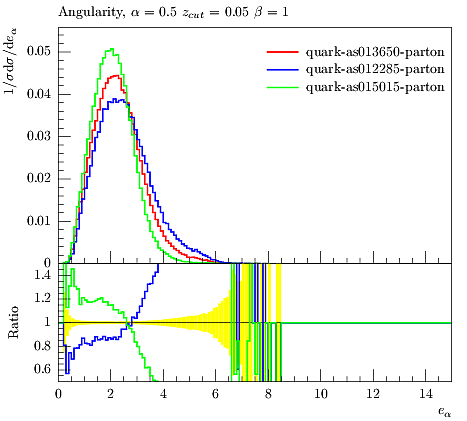 Angularity, α = 0.5 z_cut = 0.05 β = 1
1/σ dσ/de_α
0.05
0.04
0.03
0.02
0.01
0
quark-as013650-parton
quark-as012285-parton
quark-as015015-parton
Ratio
1.4
1.2
1
0.8
0.6
0 2 4 6 8 10 12 14
e_α